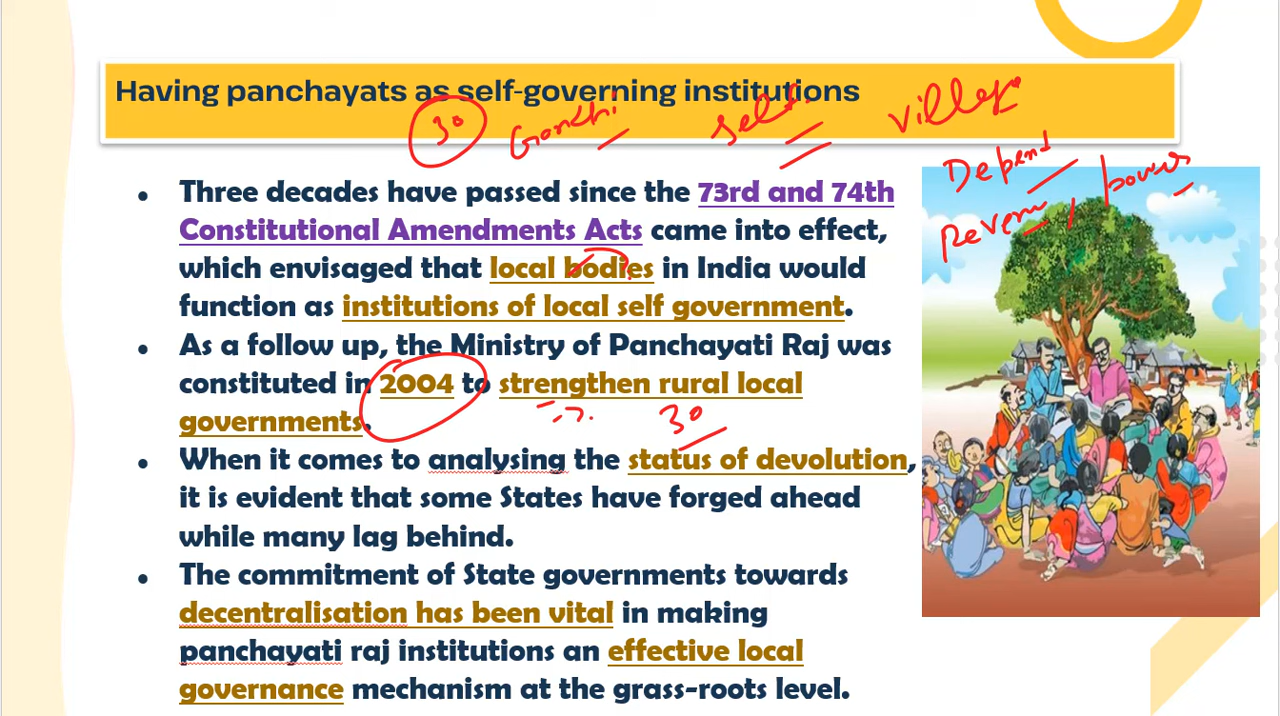 Having panchayats as self-governing institutions
30 Gandhi self village
Depend
Reven, power
• Three decades have passed since the 73rd and 74th
Constitutional Amendments Acts came into effect,
which envisaged that local bodies in India would
function as institutions of local self government.
• As a follow up, the Ministry of Panchayati Raj was
constituted in 2004 to strengthen rural local
governments.
30
• When it comes to analysing the status of devolution,
it is evident that some States have forged ahead
while many lag behind.
• The commitment of State governments towards
decentralisation has been vital in making
panchayati raj institutions an effective local
governance mechanism at the grass-roots level.